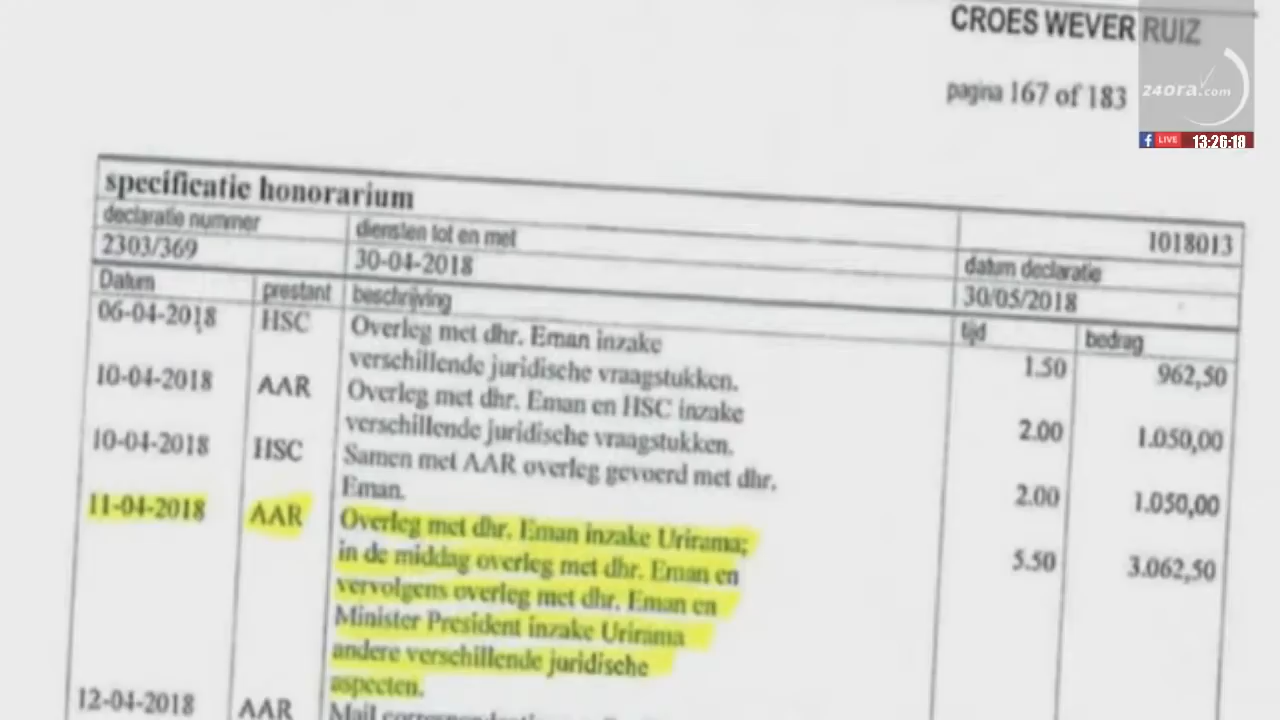 CROES WEVER RUIZ
pagina 167 of 183
24ora.com
f LIVE 13:26:18
specificatie honorarium
1018013
declaratie nummer
diensten tot en met
datum declaratie
2303/369
30-04-2018
30/05/2018
Datum prestant beschrijving tijd bedrag
06-04-2018 HSC Overleg met dhr. Eman inzake
verschillende juridische vraagstukken. 1.50 962,50
10-04-2018 AAR Overleg met dhr. Eman en HSC inzake
verschillende juridische vraagstukken. 2.00 1.050,00
10-04-2018 HSC Samen met AAR overleg gevoerd met dhr.
Eman. 2.00 1.050,00
11-04-2018 AAR Overleg met dhr. Eman inzake Urirama; 5.50 3.062,50
in de middag overleg met dhr. Eman en
vervolgens overleg met dhr. Eman en
Minister President inzake Urirama
andere verschillende juridische
aspecten.
12-04-2018 AAR Mail